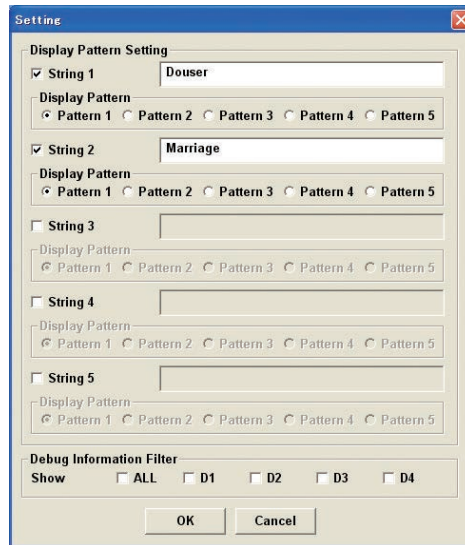 Setting
Display Pattern Setting
String 1 Douser
Display Pattern
Pattern 1 Pattern 2 Pattern 3 Pattern 4 Pattern 5
String 2 Marriage
Display Pattern
Pattern 1 Pattern 2 Pattern 3 Pattern 4 Pattern 5
String 3
Display Pattern
Pattern 1 Pattern 2 Pattern 3 Pattern 4 Pattern 5
String 4
Display Pattern
Pattern 1 Pattern 2 Pattern 3 Pattern 4 Pattern 5
String 5
Display Pattern
Pattern 1 Pattern 2 Pattern 3 Pattern 4 Pattern 5
Debug Information Filter
Show ALL D1 D2 D3 D4
OK Cancel